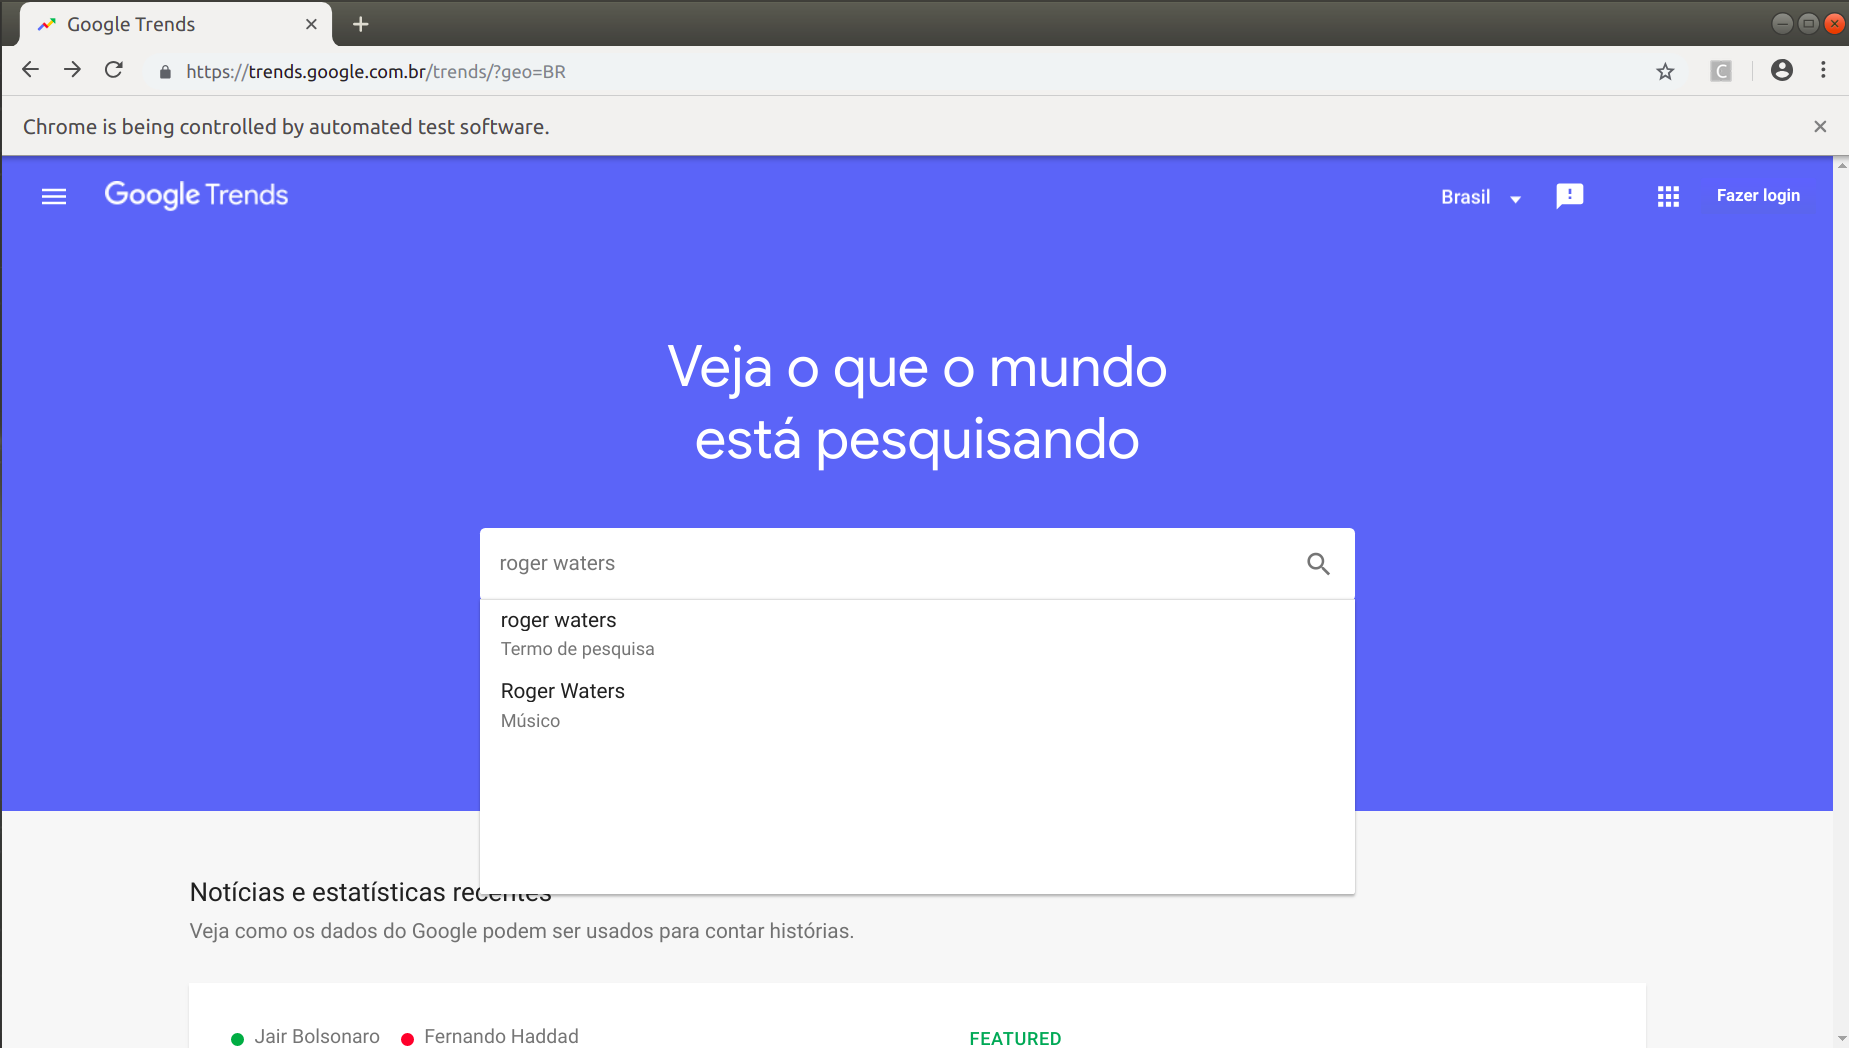 Google Trends
https://trends.google.com.br/trends/?geo=BR
C
Chrome is being controlled by automated test software.
Google Trends
Brasil
Fazer login
Veja o que o mundo
está pesquisando
roger waters
roger waters
Termo de pesquisa
Roger Waters
Músico
Notícias e estatísticas recentes
Veja como os dados do Google podem ser usados para contar histórias.
Jair Bolsonaro Fernando Haddad
FEATURED